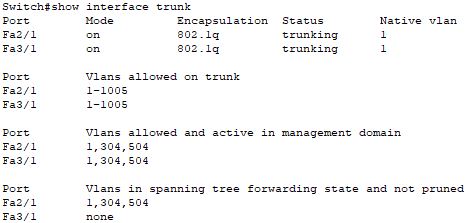 Switch#show interface trunk
Port Mode Encapsulation Status Native vlan
Fa2/1 on 802.1q trunking 1
Fa3/1 on 802.1q trunking 1
Port Vlans allowed on trunk
Fa2/1 1-1005
Fa3/1 1-1005
Port Vlans allowed and active in management domain
Fa2/1 1,304,504
Fa3/1 1,304,504
Port Vlans in spanning tree forwarding state and not pruned
Fa2/1 1,304,504
Fa3/1 none